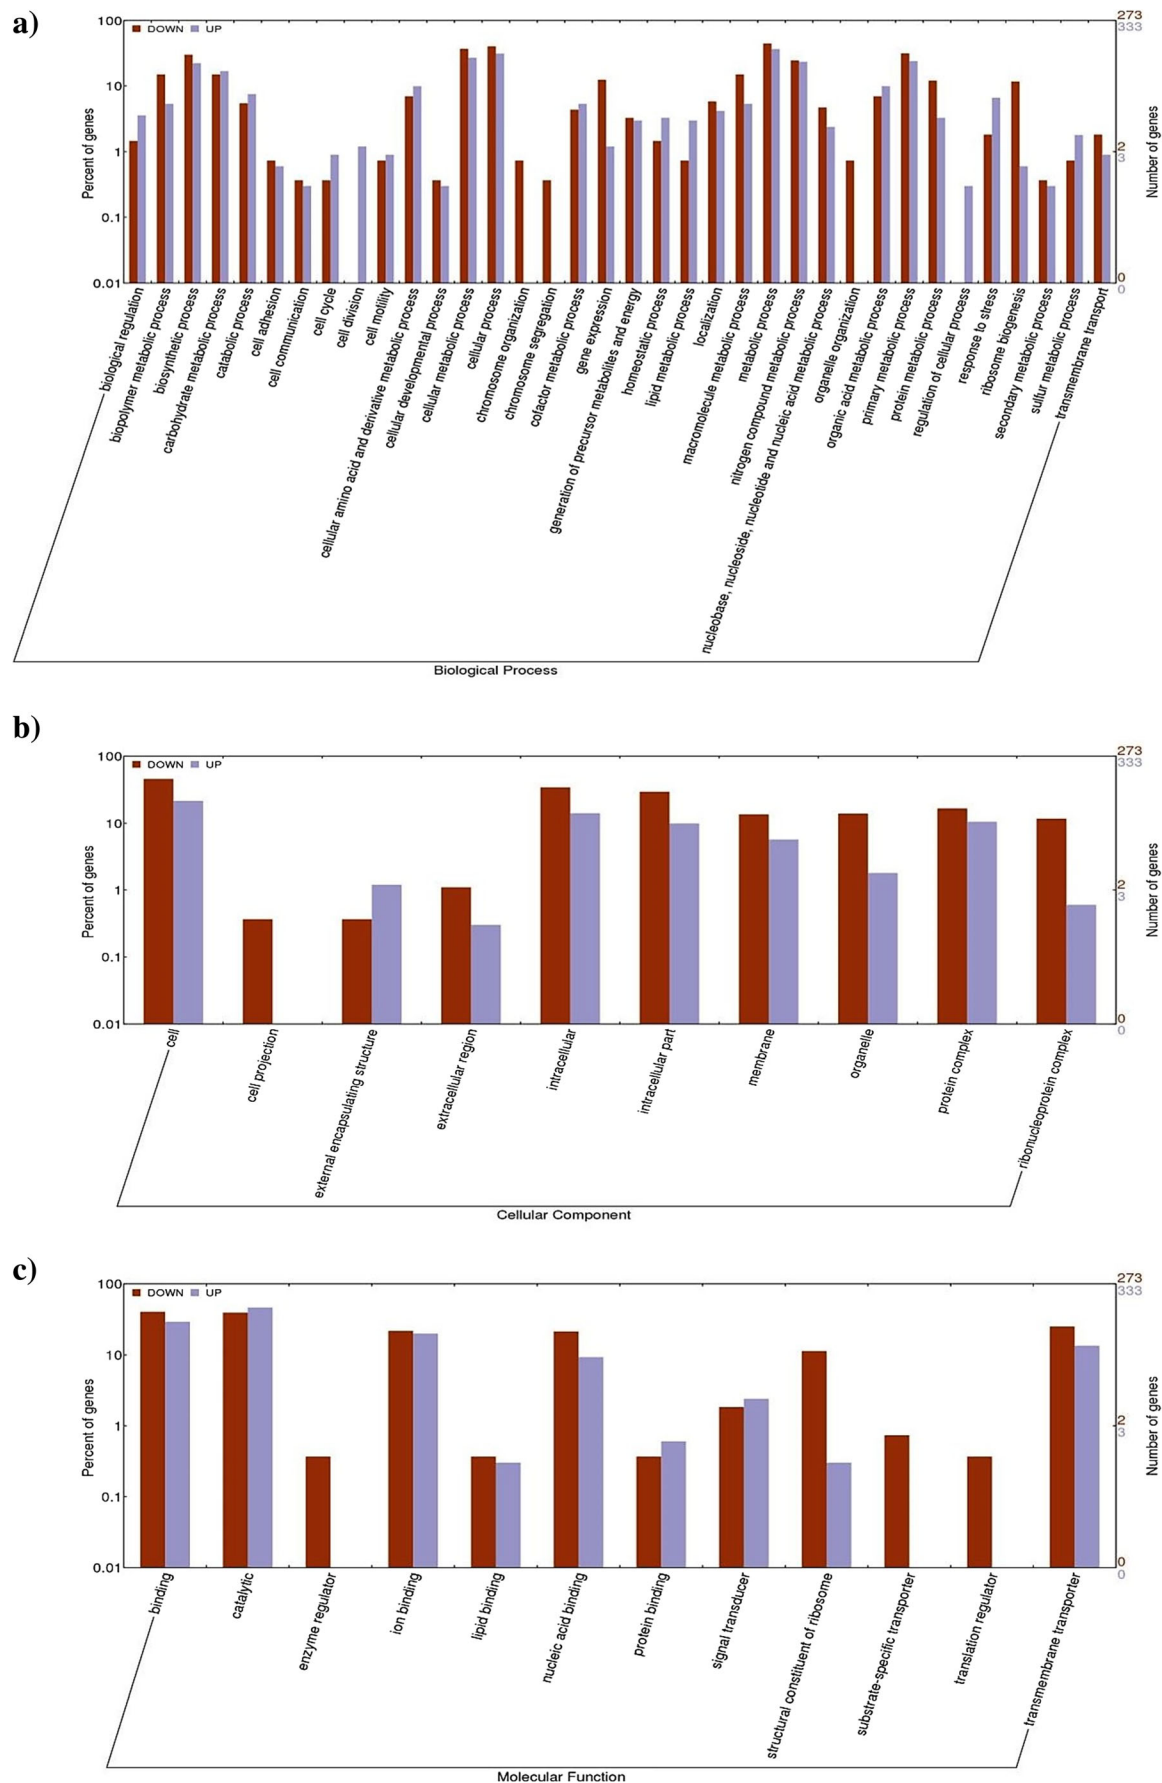 a)
100
10
1
0.1
0.01
Percent of genes
DOWN UP
273
333
2
3
0
0
Number of genes
biological regulation
biopolymer metabolic process
biosynthetic process
carbohydrate metabolic process
catabolic process
cell adhesion
cell communication
cell cycle
cell division
cell motility
cellular amino acid and derivative metabolic process
cellular developmental process
cellular metabolic process
cellular process
chromosome organization
chromosome segregation
cofactor metabolic process
gene expression
generation of precursor metabolites and energy
homeostatic process
lipid metabolic process
localization
macromolecule metabolic process
metabolic process
nitrogen compound metabolic process
nucleobase, nucleoside, nucleotide and nucleic acid metabolic process
organelle organization
organic acid metabolic process
primary metabolic process
protein metabolic process
regulation of cellular process
response to stress
ribosome biogenesis
secondary metabolic process
sulfur metabolic process
transmembrane transport
Biological Process
b)
100
10
1
0.1
0.01
Percent of genes
DOWN UP
273
333
2
3
0
0
Number of genes
cell
cell projection
external encapsulating structure
extracellular region
intracellular
intracellular part
membrane
organelle
protein complex
ribonucleoprotein complex
Cellular Component
c)
100
10
1
0.1
0.01
Percent of genes
DOWN UP
273
333
2
3
0
0
Number of genes
binding
catalytic
enzyme regulator
ion binding
lipid binding
nucleic acid binding
protein binding
signal transducer
structural constituent of ribosome
substrate-specific transporter
translation regulator
transmembrane transporter
Molecular Function